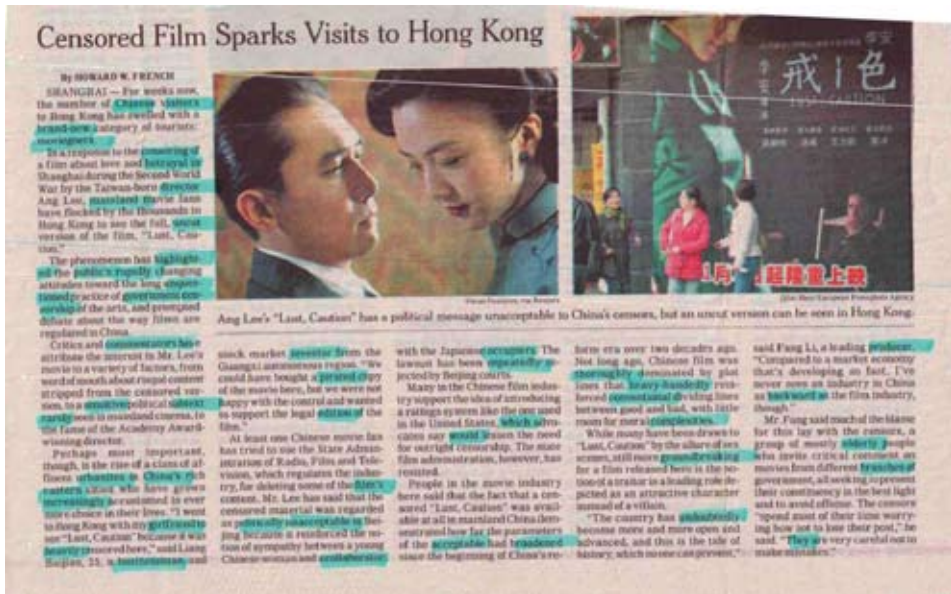 Censored Film Sparks Visits to Hong Kong
By HOWARD W. FRENCH
SHANGHAI — For weeks now,
the number of Chinese visitors
to Hong Kong has swelled with a
brand-new category of tourists:
moviegoers.
In a response to the censoring of
a film about love and betrayal in
Shanghai during the Second World
War by the Taiwan-born director
Ang Lee, mainland movie fans
have flocked by the thousands to
Hong Kong to see the full, uncut
version of the film, "Lust, Cau-
tion."
The phenomenon has highlight-
ed the public's rapidly changing
attitudes toward the long unques-
tioned practice of government cen-
sorship of the arts, and prompted
debate about the way films are
regulated in China.
Critics and commentators have
attribute the interest in Mr. Lee's
movie to a variety of factors, from
word of mouth about risqué content
stripped from the censored ver-
sion, to a sensitive political subtext
rarely seen in mainland cinema, to
the fame of the Academy Award-
winning director.
Perhaps most important,
though, is the rise of a class of af-
fluent urbanites in China's rich
eastern cities who have grown
increasingly accustomed to ever
more choice in their lives. "I went
to Hong Kong with my girlfriend to
see "Lust, Caution" because it was
heavily censored here," said Liang
Baijian, 35, a businessman and
戒 | 色
LUST, CAUTION
李安
月 起隆重上映
Ang Lee's "Lust, Caution" has a political message unacceptable to China's censors, but an uncut version can be seen in Hong Kong.
stock market investor from the
Guangxi autonomous region. "We
could have bought a pirated copy
of the movie here, but we were not
happy with the control and wanted
to support the legal edition of the
film."
At least one Chinese movie fan
has tried to sue the State Admin-
istration of Radio, Film and Tele-
vision, which regulates the indus-
try, for deleting some of the film's
content. Mr. Lee has said that the
censored material was regarded
as politically unacceptable in Bei-
jing because it reinforced the no-
tion of sympathy between a young
Chinese woman and collaborator
with the Japanese occupiers. The
lawsuit has been repeatedly re-
jected by Beijing courts.
Many in the Chinese film indus-
try support the idea of introducing
a ratings system like the one used
in the United States, which advo-
cates say would lessen the need
for outright censorship. The state
film administration, however, has
resisted.
People in the movie industry
here said that the fact that a cen-
sored "Lust, Caution" was avail-
able at all in mainland China dem-
onstrated how far the parameters
of the acceptable had broadened
since the beginning of China's re-
form era over two decades ago.
Not long ago, Chinese film was
thoroughly dominated by plot
lines that heavy-handedly rein-
forced conventional dividing lines
between good and bad, with little
room for moral complexities.
While many have been drawn to
"Lust, Caution" by the allure of sex
scenes, still more groundbreaking
for a film released here is the no-
tion of a traitor in a leading role de-
picted as an attractive character
instead of a villain.
"The country has undoubtedly
become more and more open and
advanced, and this is the tide of
history, which no one can prevent,"
said Fang Li, a leading producer.
"Compared to a market economy
that's developing so fast, I've
never seen an industry in China
as backward as the film industry,
though."
Mr. Fang said much of the blame
for this lay with the censors, a
group of mostly elderly people
who invite critical comment on
movies from different branches of
government, all seeking to present
their constituency in the best light
and to avoid offense. The censors
"spend most of their time worry-
ing how not to lose their post," he
said. "They are very careful not to
make mistakes."